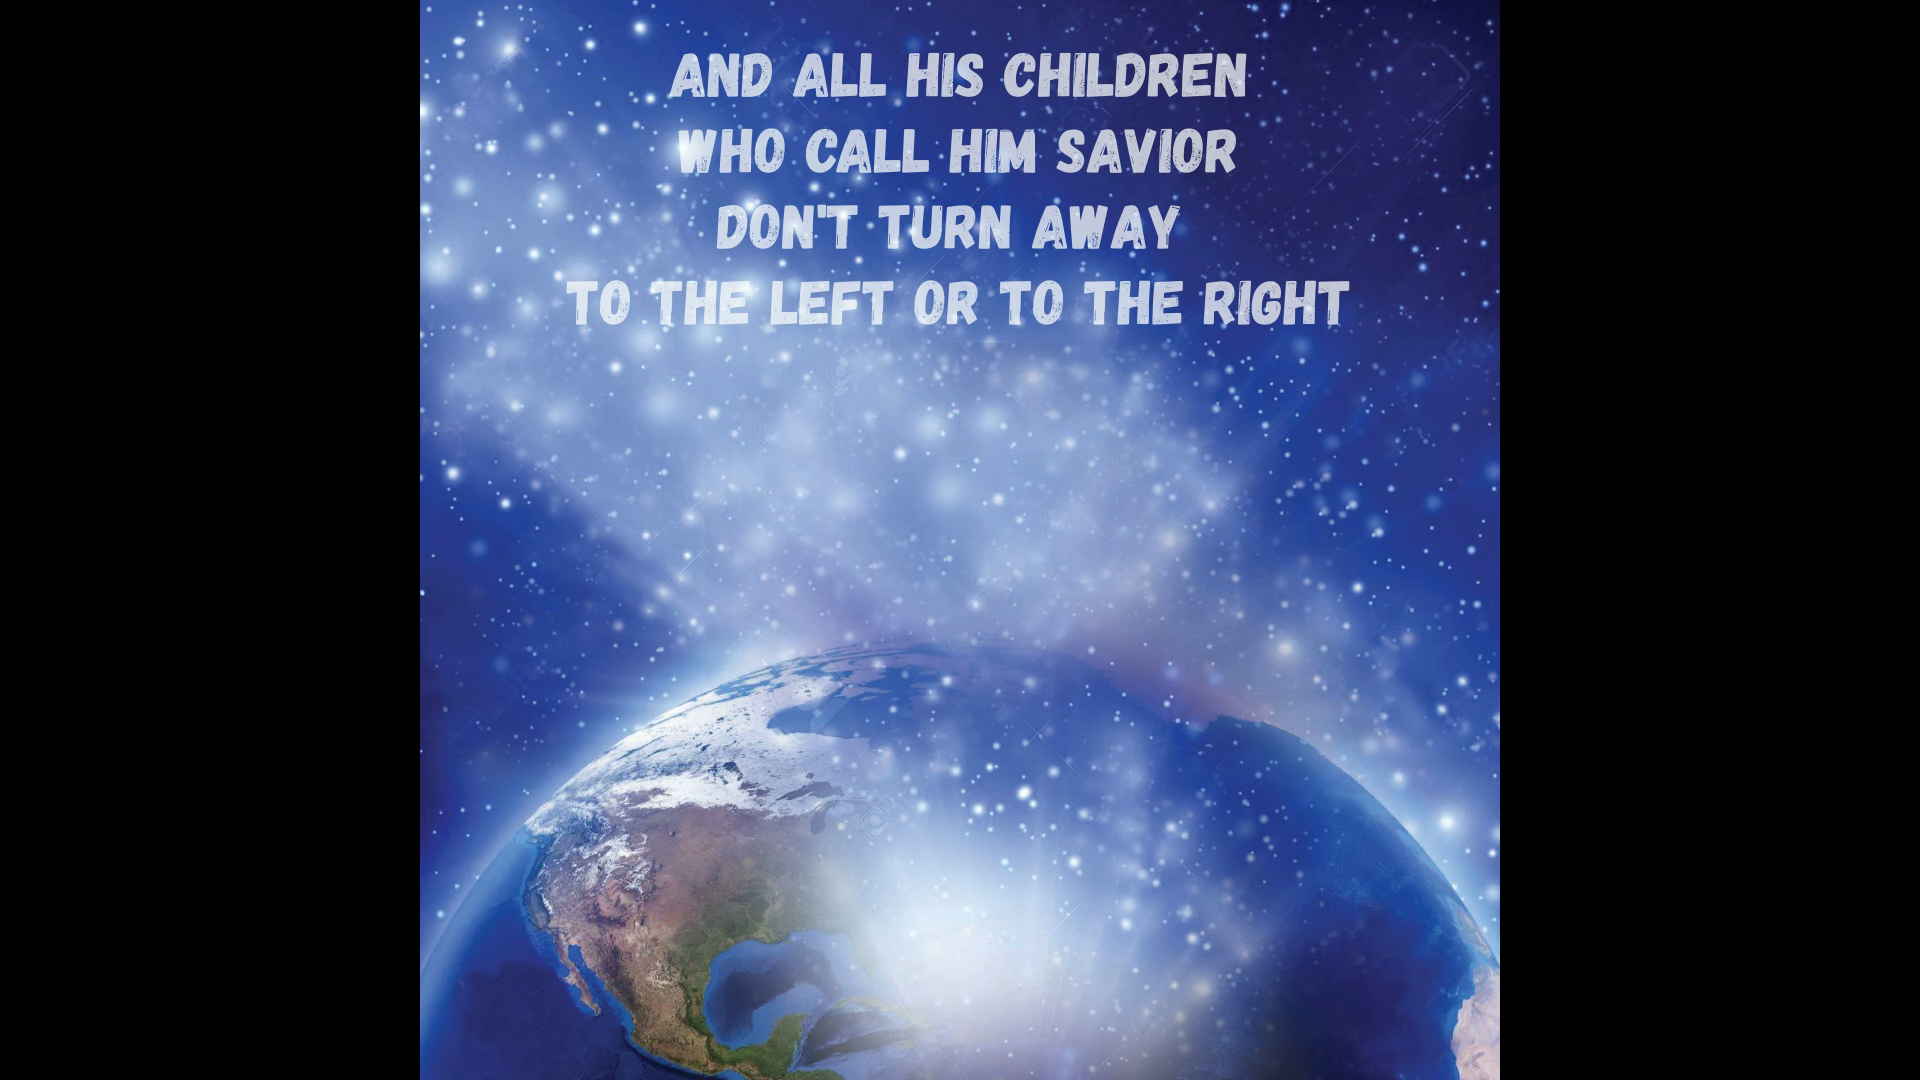 AND ALL HIS CHILDREN
WHO CALL HIM SAVIOR
DON'T TURN AWAY
TO THE LEFT OR TO THE RIGHT